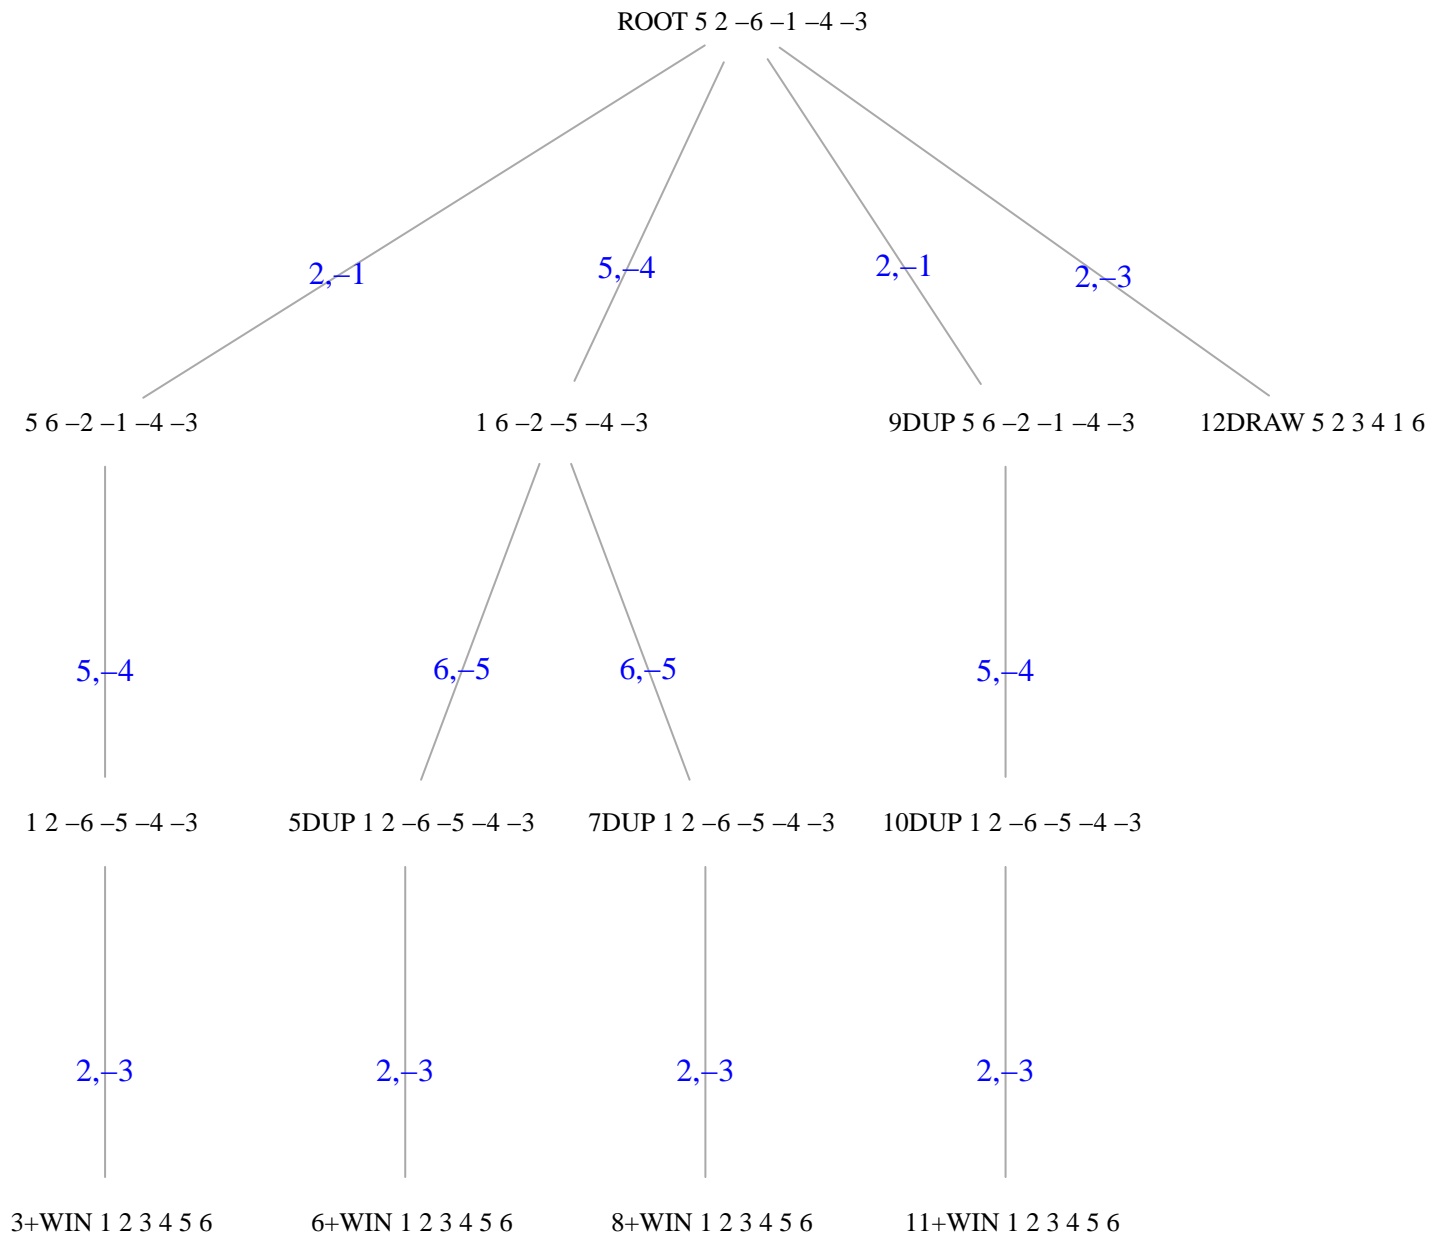 ROOT 5 2 –6 –1 –4 –3
2,–1
5,–4
2,–1
2,–3
5 6 –2 –1 –4 –3
1 6 –2 –5 –4 –3
9DUP 5 6 –2 –1 –4 –3
12DRAW 5 2 3 4 1 6
5,–4
6,–5
6,–5
5,–4
1 2 –6 –5 –4 –3
5DUP 1 2 –6 –5 –4 –3
7DUP 1 2 –6 –5 –4 –3
10DUP 1 2 –6 –5 –4 –3
2,–3
2,–3
2,–3
2,–3
3+WIN 1 2 3 4 5 6
6+WIN 1 2 3 4 5 6
8+WIN 1 2 3 4 5 6
11+WIN 1 2 3 4 5 6